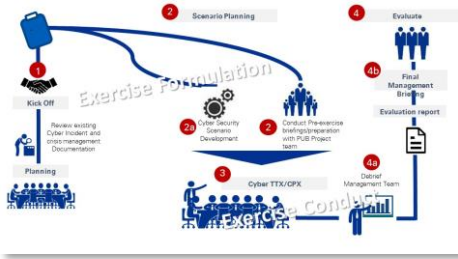 2
Scenario Planning
4
Evaluate
1
Kick Off
Exercise Formulation
4b
Final
Management
Briefing
Review existing
Cyber Incident and
crisis management
Documentation
2a
Cyber Security
Scenario
Development
2
Conduct Pre-exercise
briefings/preparation
with PUB Project
team
Evaluation report
Planning
3
Cyber TTX/CPX
4a
Debrief
Management Team
Exercise Conduct